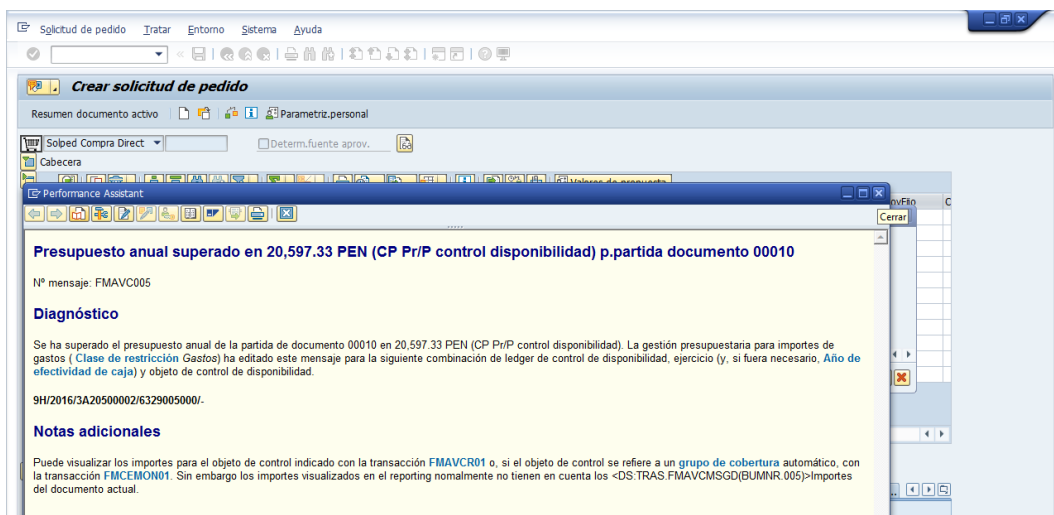 Solicitud de pedido Tratar Entorno Sistema Ayuda
Crear solicitud de pedido
Resumen documento activo Parametriz.personal
Solped Compra Direct Determ.fuente aprov.
Cabecera
Valores de propuesta
Performance Assistant
Cerrar
Presupuesto anual superado en 20,597.33 PEN (CP Pr/P control disponibilidad) p.partida documento 00010
Nº mensaje: FMAVC005
Diagnóstico
Se ha superado el presupuesto anual de la partida de documento 00010 en 20,597.33 PEN (CP Pr/P control disponibilidad). La gestión presupuestaria para importes de
gastos ( Clase de restricción Gastos) ha editado este mensaje para la siguiente combinación de ledger de control de disponibilidad, ejercicio (y, si fuera necesario, Año de
efectividad de caja) y objeto de control de disponibilidad.
9H/2016/3A20500002/6329005000/-
Notas adicionales
Puede visualizar los importes para el objeto de control indicado con la transacción FMAVCR01 o, si el objeto de control se refiere a un grupo de cobertura automático, con
la transacción FMCEMON01. Sin embargo los importes visualizados en el reporting nomalmente no tienen en cuenta los <DS:TRAS.FMAVCMSGD(BUMNR.005)>Importes
del documento actual.